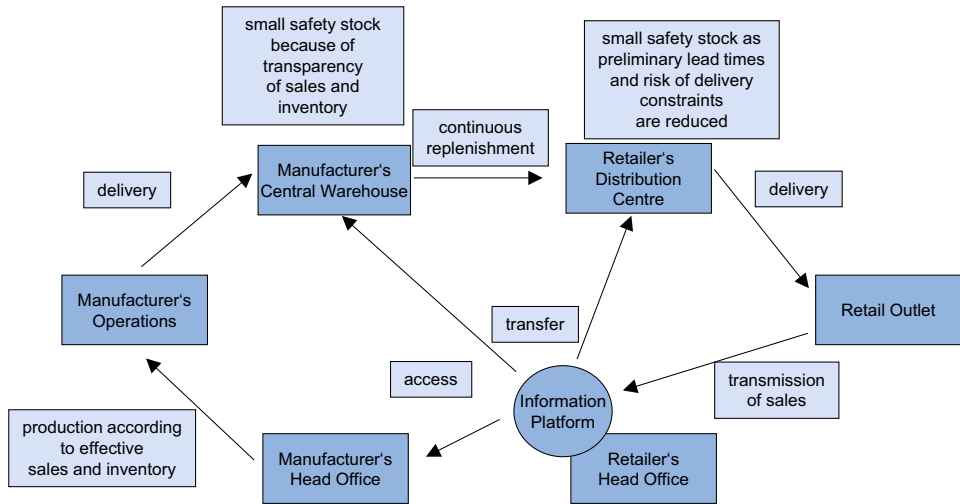 small safety stock
because of
transparency
of sales and
inventory
small safety stock as
preliminary lead times
and risk of delivery
constraints
are reduced
continuous
replenishment
Manufacturer‘s
Central Warehouse
Retailer‘s
Distribution
Centre
delivery
delivery
Manufacturer‘s
Operations
Retail Outlet
transfer
access
transmission
of sales
Information
Platform
production according
to effective
sales and inventory
Manufacturer‘s
Head Office
Retailer‘s
Head Office